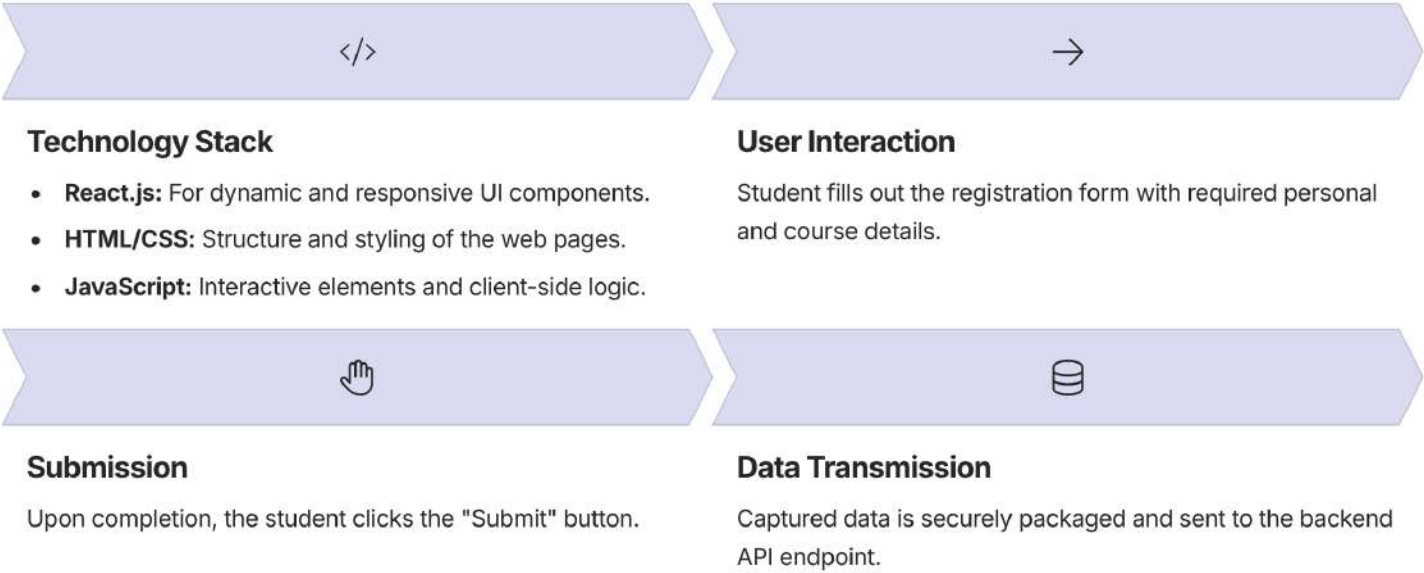 Technology Stack
• React.js: For dynamic and responsive UI components.
• HTML/CSS: Structure and styling of the web pages.
• JavaScript: Interactive elements and client-side logic.
User Interaction
Student fills out the registration form with required personal
and course details.
Submission
Upon completion, the student clicks the "Submit" button.
Data Transmission
Captured data is securely packaged and sent to the backend
API endpoint.